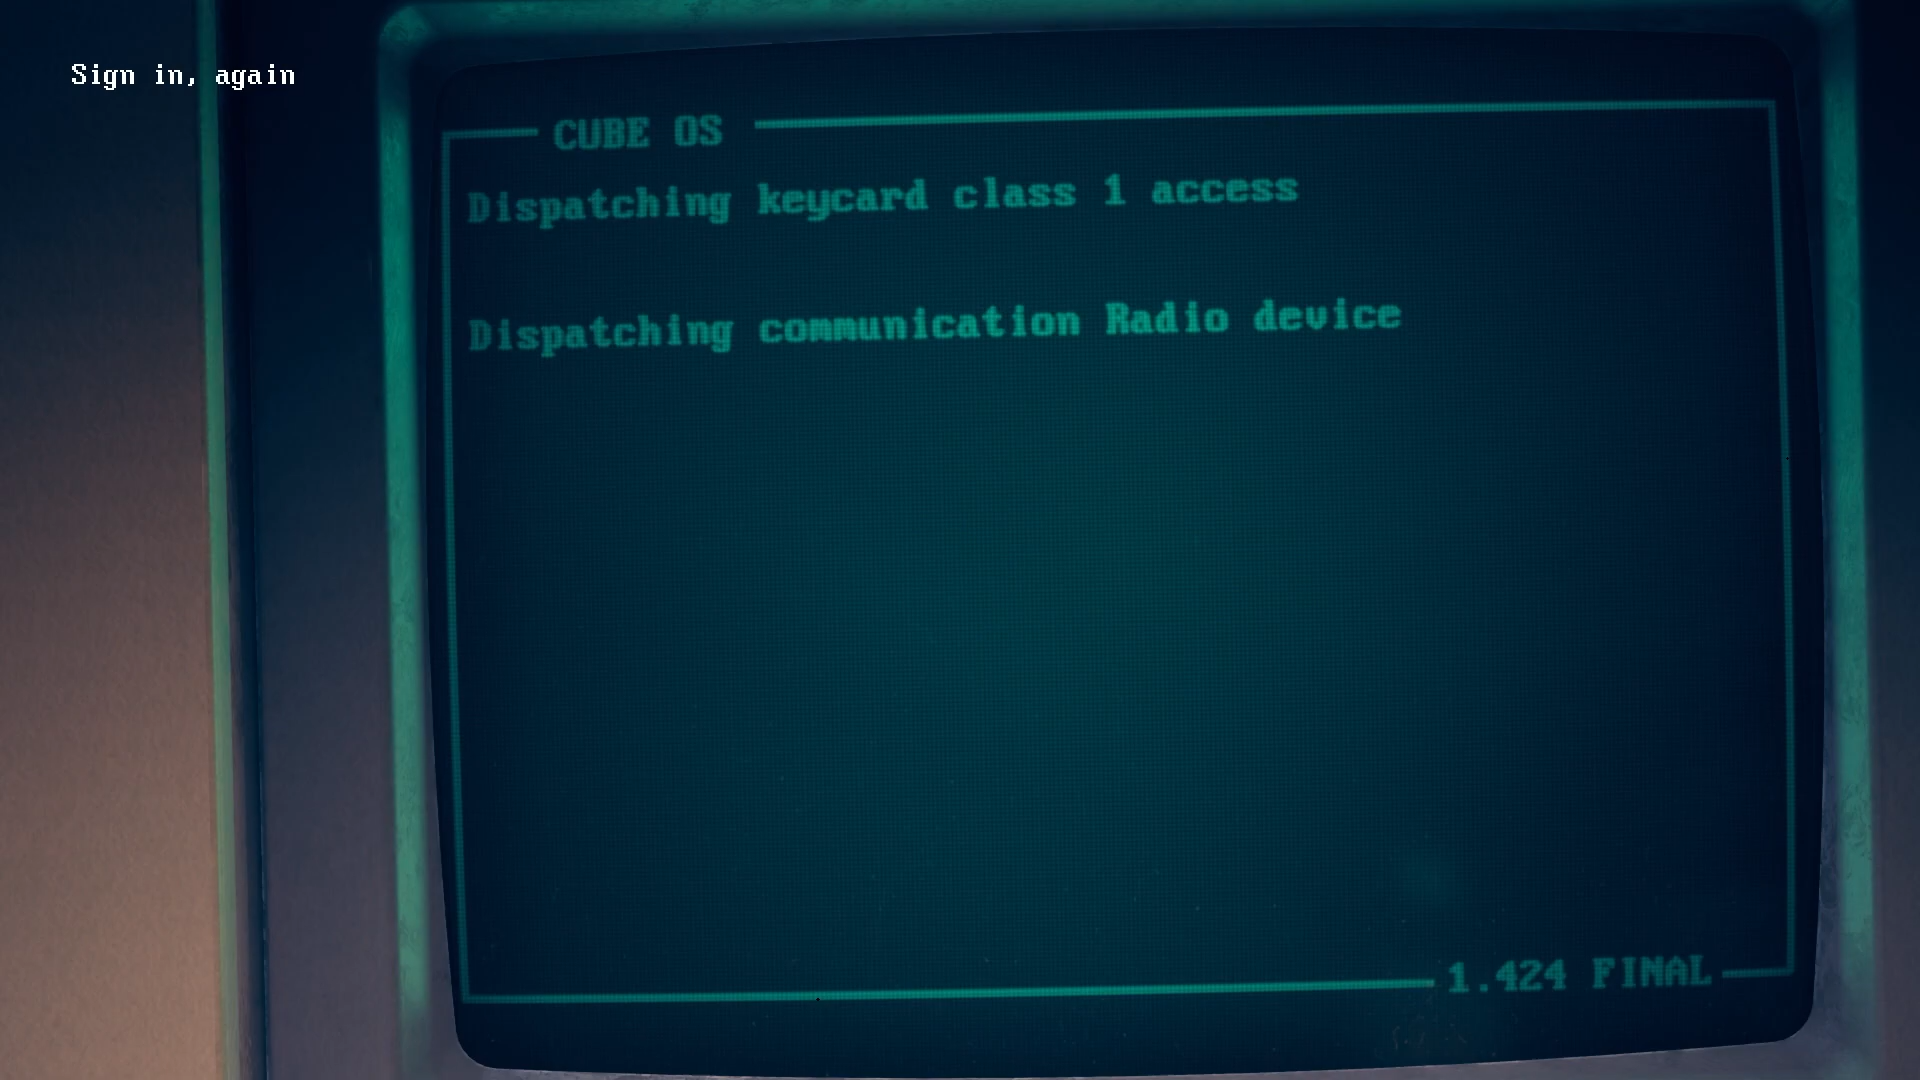 Sign in, again
CUBE OS
Dispatching keycard class 1 access
Dispatching communication Radio device
1.424 FINAL